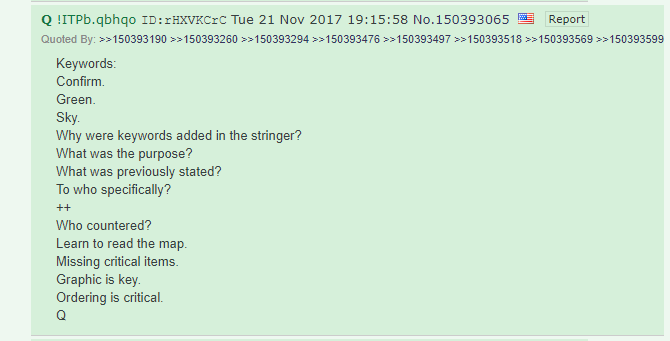 Q !ITPb.qbhqo ID:rHXVKCrC Tue 21 Nov 2017 19:15:58 No.150393065 Report
Quoted By: >>150393190 >>150393260 >>150393294 >>150393476 >>150393497 >>150393518 >>150393569 >>150393599
Keywords:
Confirm.
Green.
Sky.
Why were keywords added in the stringer?
What was the purpose?
What was previously stated?
To who specifically?
++
Who countered?
Learn to read the map.
Missing critical items.
Graphic is key.
Ordering is critical.
Q